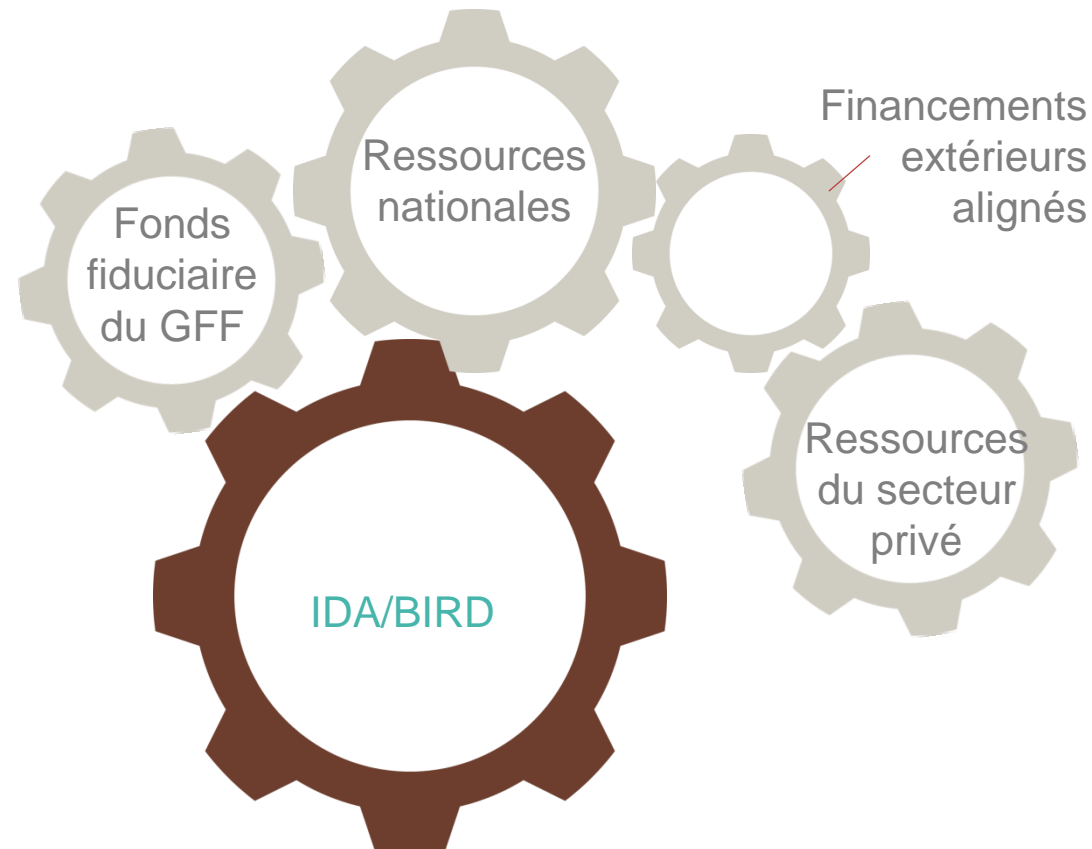 Financements
extérieurs
alignés
Ressources
nationales
Fonds
fiduciaire
du GFF
Ressources
du secteur
privé
IDA/BIRD